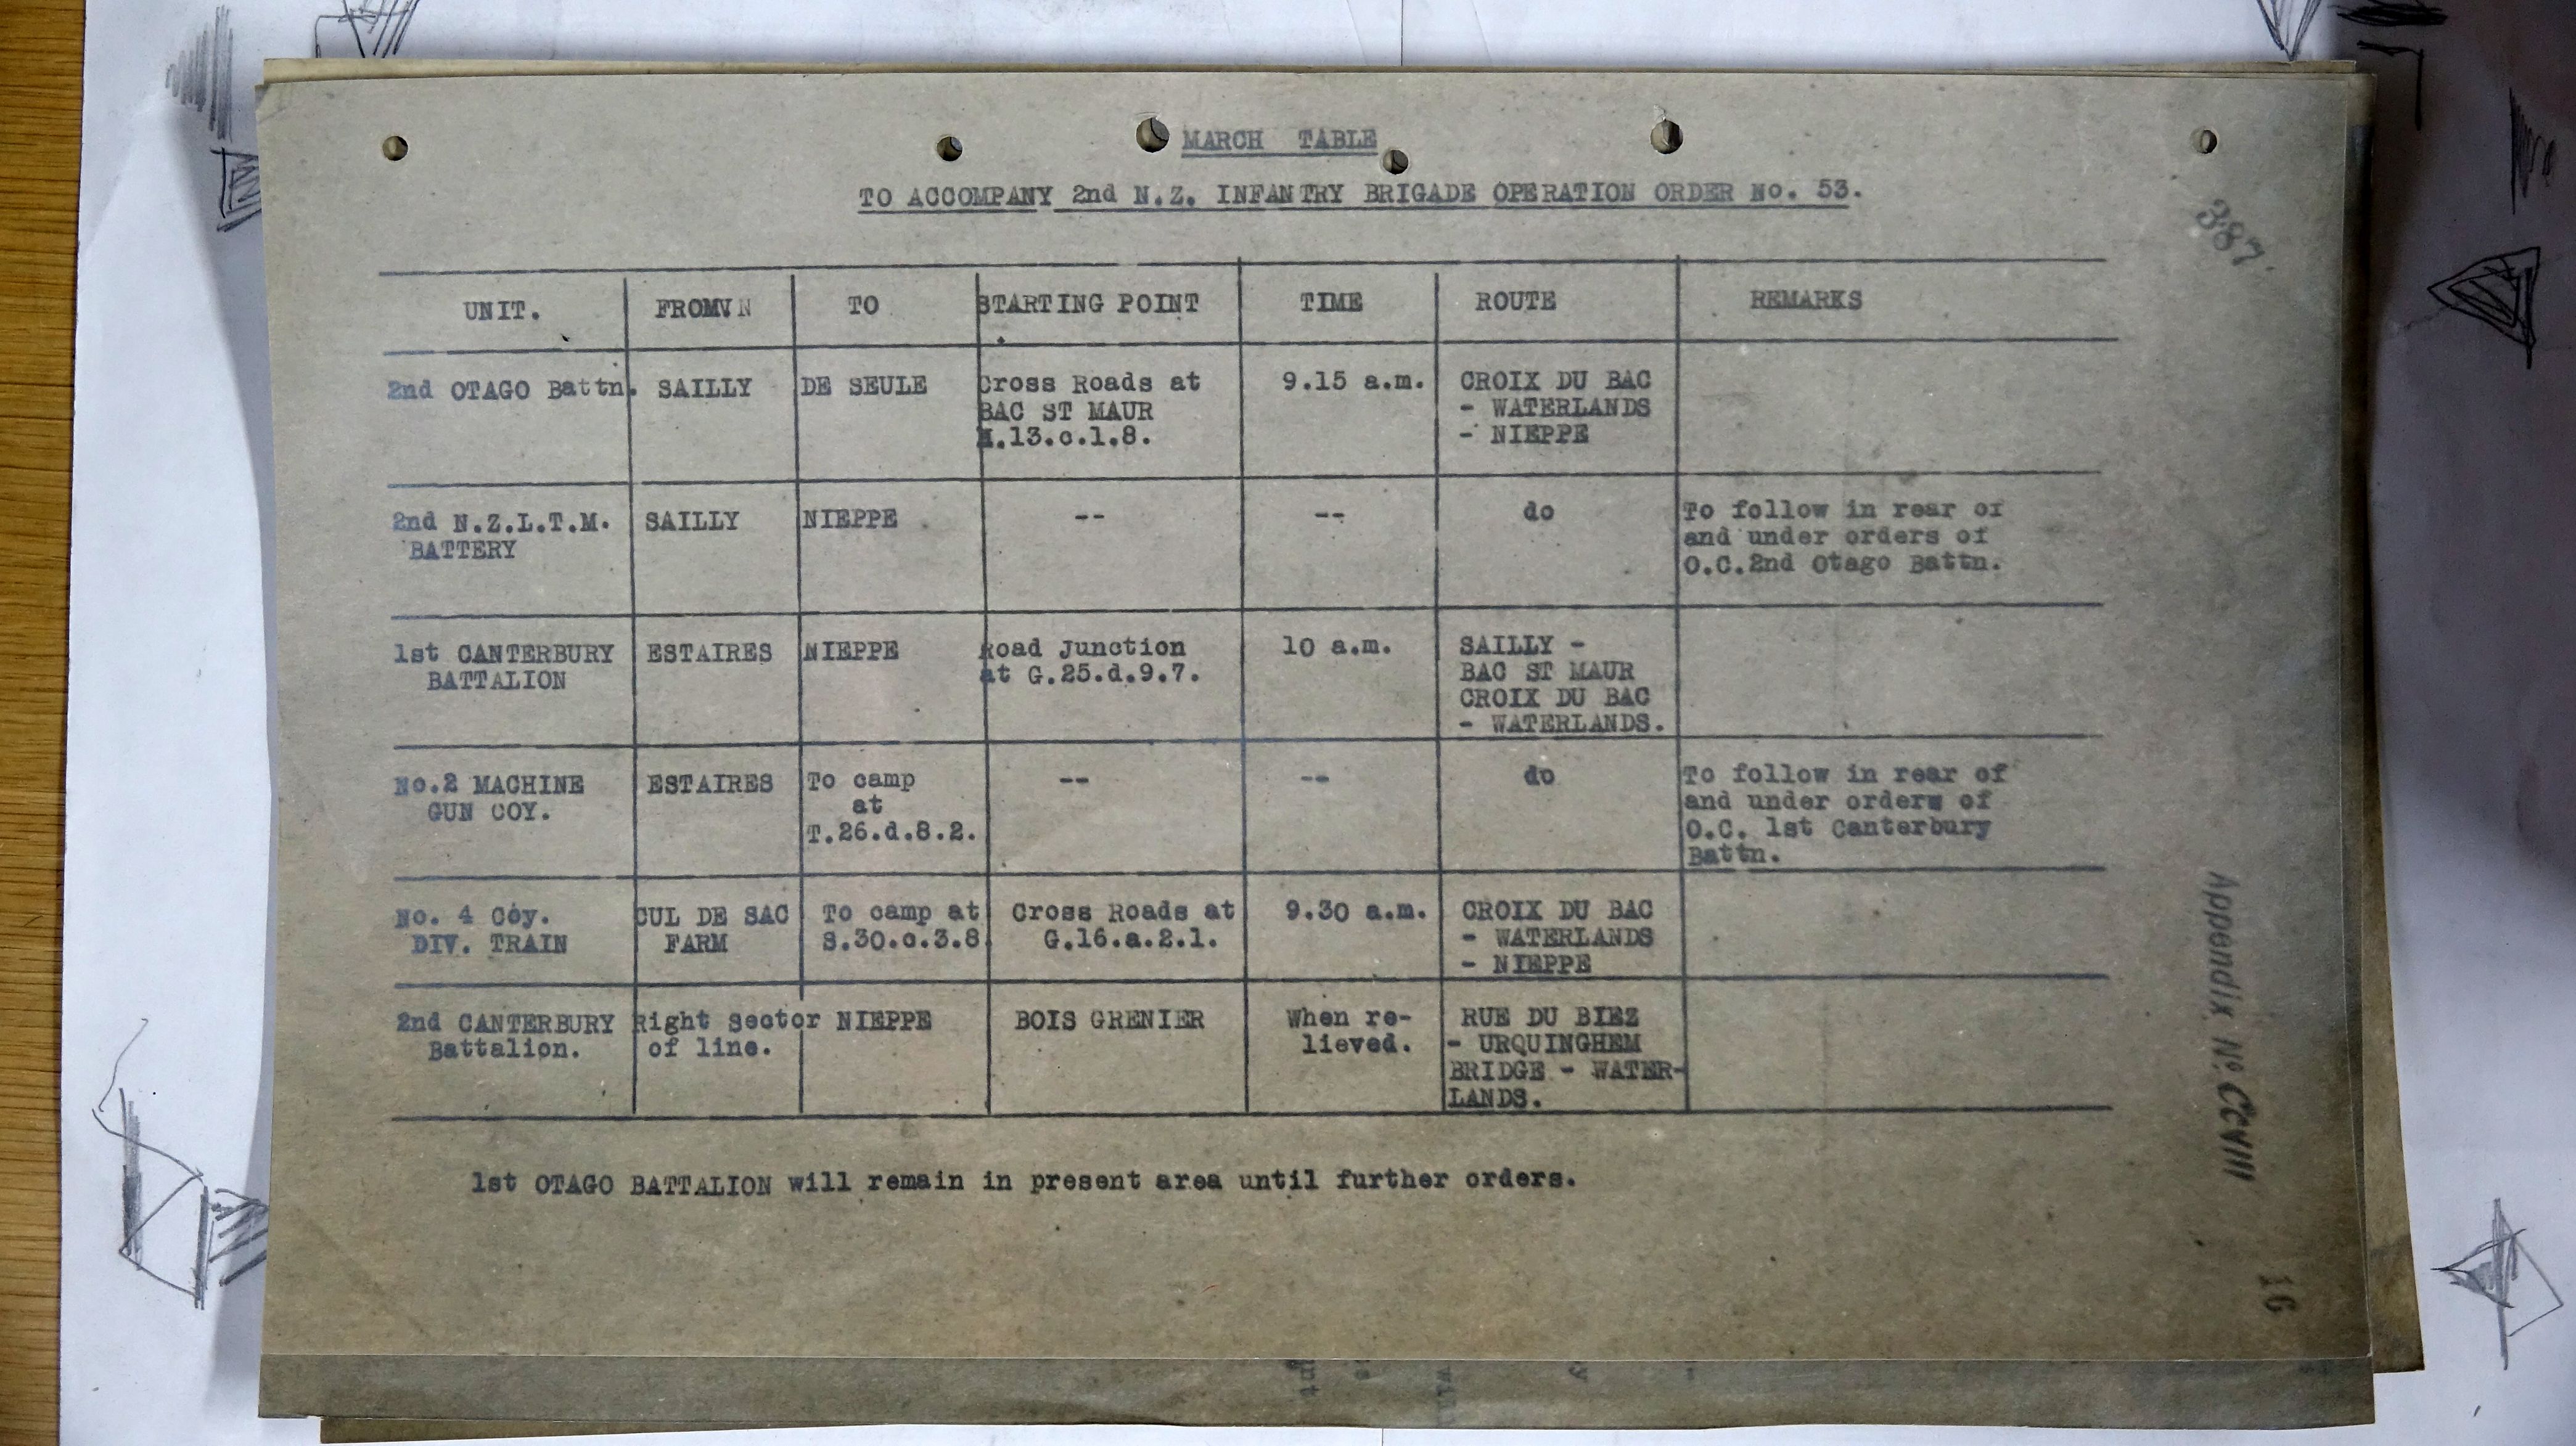 MARCH TABLE
TO ACCOMPANY 2nd N.Z. INFANTRY BRIGADE OPERATION ORDER No. 53.
387
UNIT. FROM TO STARTING POINT TIME ROUTE REMARKS
2nd OTAGO Battn. SAILLY DE SEULE Cross Roads at 9.15 a.m. CROIX DU BAC
BAC ST MAUR - WATERLANDS
H.13.c.1.8. - NIEPPE
2nd N.Z.L.T.M. SAILLY NIEPPE -- -- do To follow in rear of
BATTERY and under orders of
O.C.2nd Otago Battn.
1st CANTERBURY ESTAIRES NIEPPE Road Junction 10 a.m. SAILLY -
BATTALION at G.25.d.9.7. BAC ST MAUR
CROIX DU BAC
- WATERLANDS.
No.2 MACHINE ESTAIRES To camp -- -- do To follow in rear of
GUN COY. at and under orders of
T.26.d.8.2. O.C. 1st Canterbury
Battn.
No. 4 Coy. CUL DE SAC To camp at Cross Roads at 9.30 a.m. CROIX DU BAC
DIV. TRAIN FARM S.30.c.3.8 G.16.a.2.1. - WATERLANDS
- NIEPPE
2nd CANTERBURY Right Sector NIEPPE BOIS GRENIER When re- RUE DU BIEZ
Battalion. of line. lieved. - URQUINGHEM
BRIDGE - WATER-
LANDS.
1st OTAGO BATTALION will remain in present area until further orders.
Appendix No. CCVIII
16